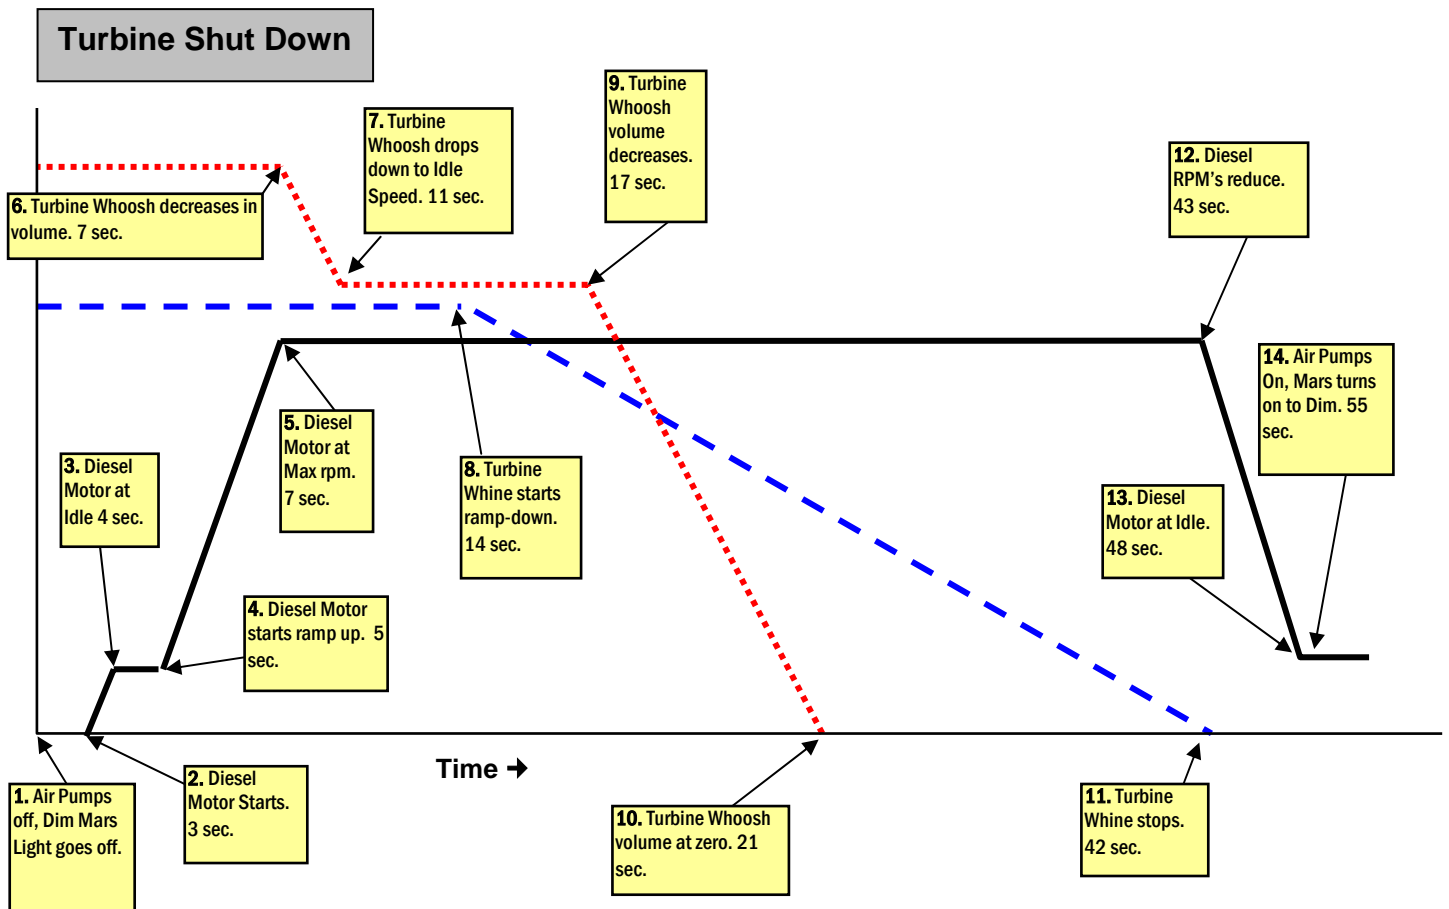 Turbine Shut Down
9. Turbine
Whoosh
volume
decreases.
17 sec.
7. Turbine
Whoosh drops
down to Idle
Speed. 11 sec.
12. Diesel
RPM's reduce.
43 sec.
6. Turbine Whoosh decreases in
volume. 7 sec.
14. Air Pumps
On, Mars turns
on to Dim. 55
sec.
5. Diesel
Motor at
Max rpm.
7 sec.
3. Diesel
Motor at
Idle 4 sec.
8. Turbine
Whine starts
ramp-down.
14 sec.
13. Diesel
Motor at Idle.
48 sec.
4. Diesel Motor
starts ramp up. 5
sec.
Time →
1. Air Pumps
off, Dim Mars
Light goes off.
2. Diesel
Motor Starts.
3 sec.
10. Turbine Whoosh
volume at zero. 21
sec.
11. Turbine
Whine stops.
42 sec.